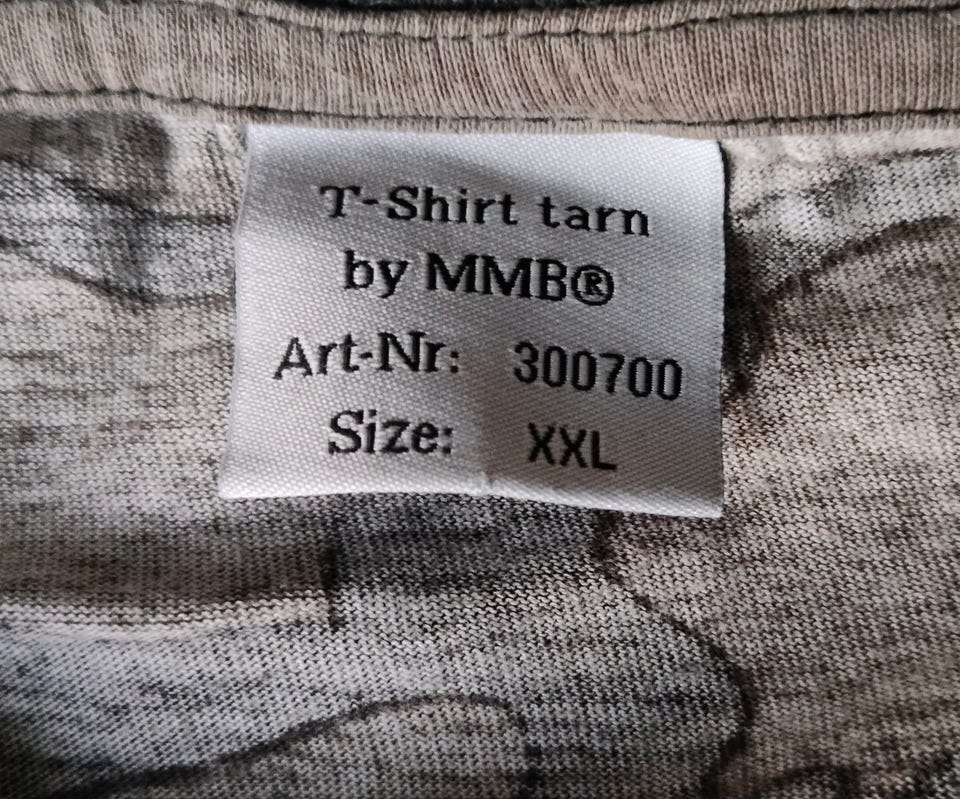 T-Shirt tarn
by MMB®
Art-Nr: 300700
Size: XXL